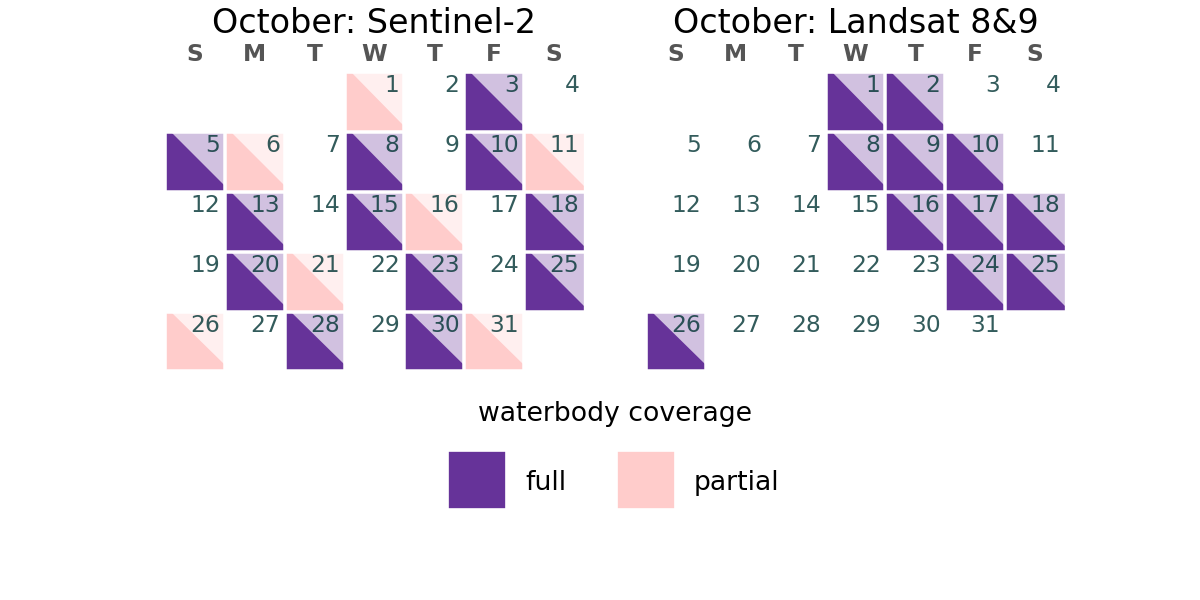 October: Sentinel-2
S M T W T F S
1 2 3 4
5 6 7 8 9 10 11
12 13 14 15 16 17 18
19 20 21 22 23 24 25
26 27 28 29 30 31
October: Landsat 8&9
S M T W T F S
1 2 3 4
5 6 7 8 9 10 11
12 13 14 15 16 17 18
19 20 21 22 23 24 25
26 27 28 29 30 31
waterbody coverage
full
partial